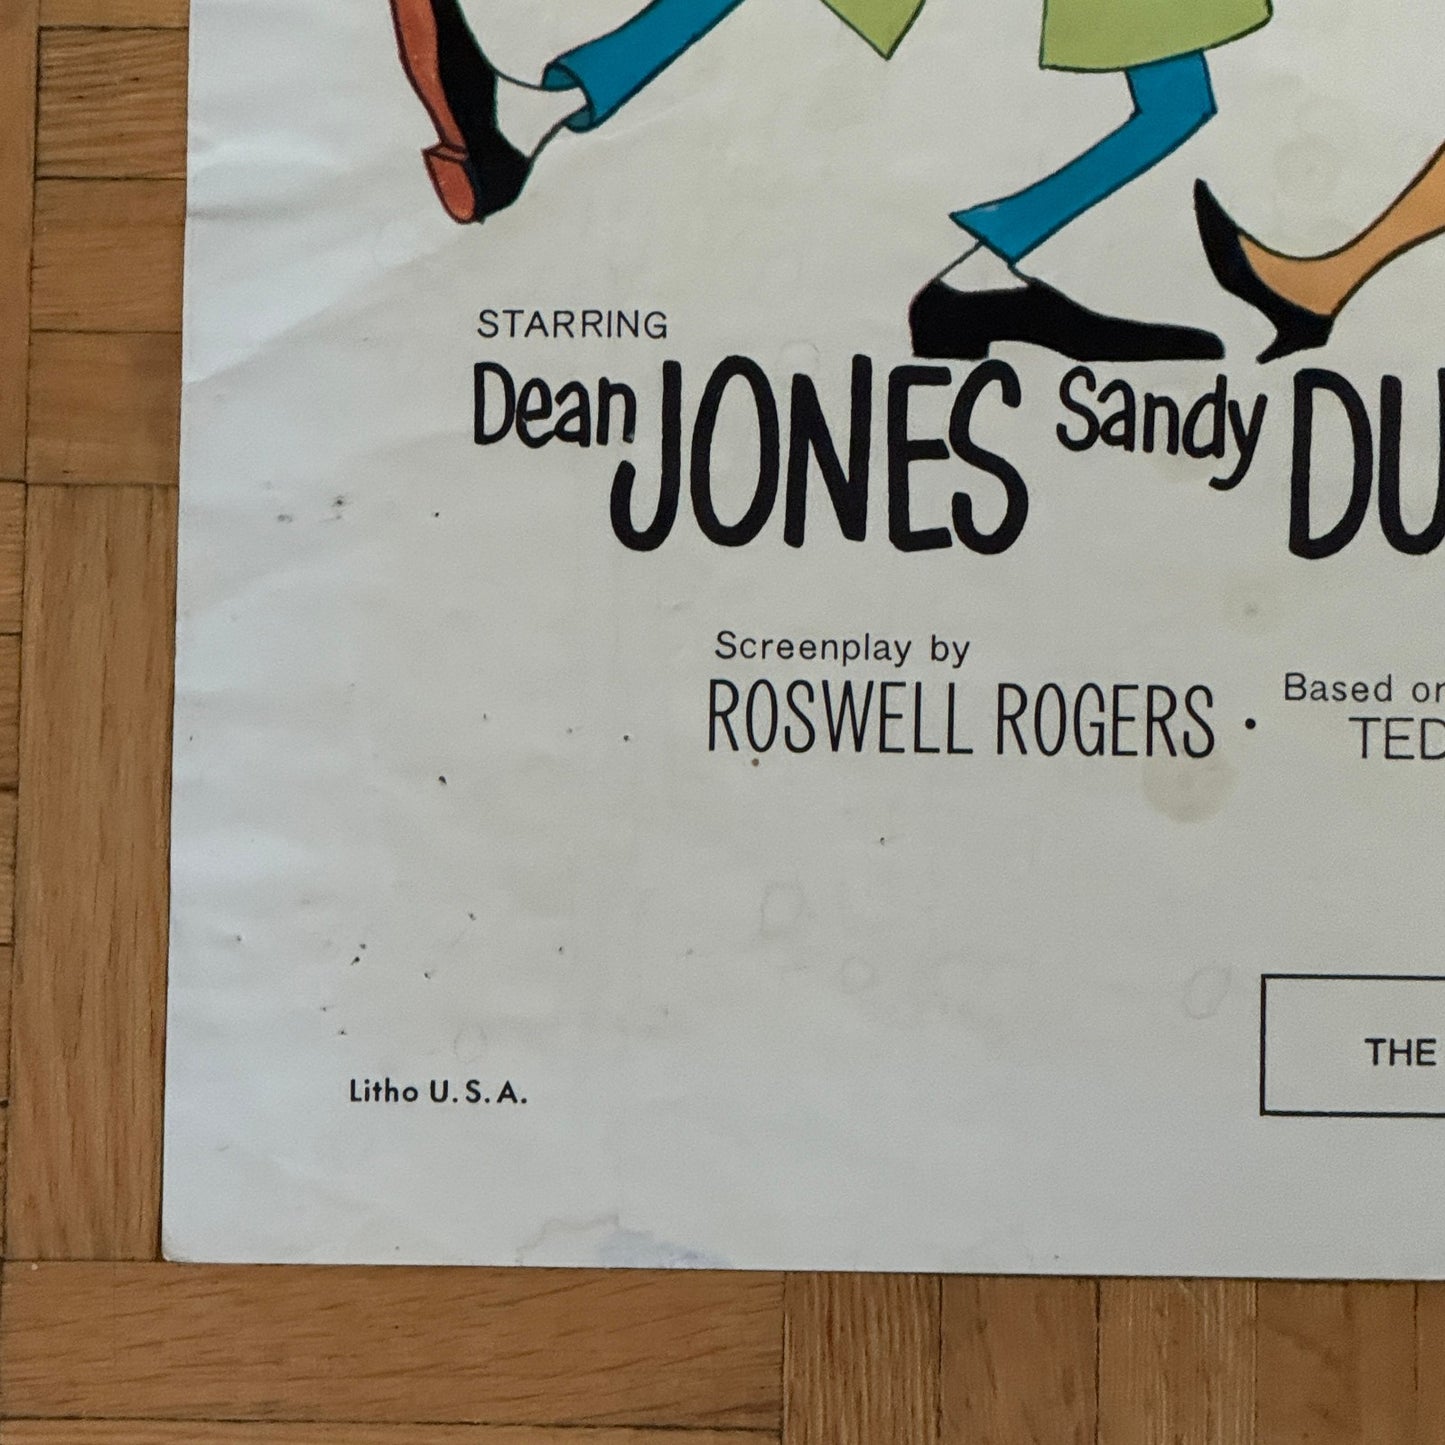 STARRING
Dean JONES Sandy DU
Screenplay by
ROSWELL ROGERS ·
Based on
TED
THE
Litho U.S.A.